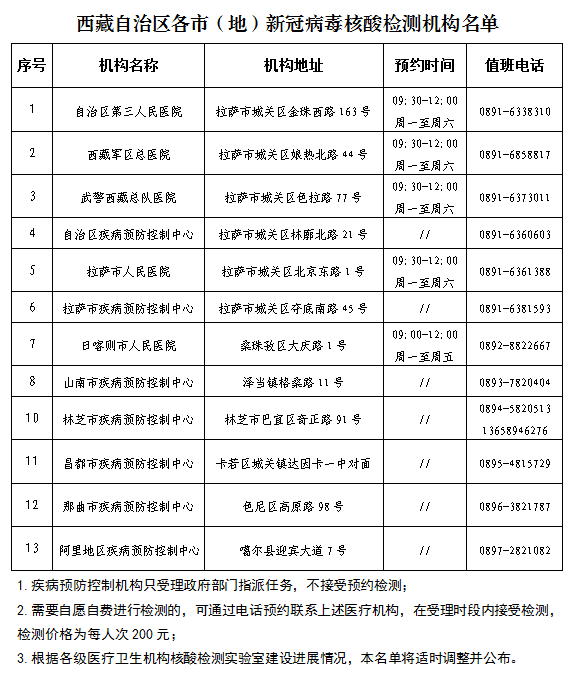 西藏自治区各市（地）新冠病毒核酸检测机构名单
序号 机构名称 机构地址 预约时间 值班电话
1 自治区第三人民医院 拉萨市城关区金珠西路 163 号 09:30-12:00 周一至周六 0891-6338310
2 西藏军区总医院 拉萨市城关区娘热北路 44 号 09:30-12:00 周一至周六 0891-6858817
3 武警西藏总队医院 拉萨市城关区色拉路 77 号 09:30-12:00 周一至周六 0891-6373011
4 自治区疾病预防控制中心 拉萨市城关区林廓北路 21 号 // 0891-6360603
5 拉萨市人民医院 拉萨市城关区北京东路 1 号 09:30-12:00 周一至周六 0891-6361388
6 拉萨市疾病预防控制中心 拉萨市城关区夺底南路 45 号 // 0891-6381593
7 日喀则市人民医院 桑珠孜区大庆路 1 号 09:00-12:00 周一至周五 0892-8822667
8 山南市疾病预防控制中心 泽当镇格桑路 11 号 // 0893-7820404
10 林芝市疾病预防控制中心 林芝市巴宜区奇正路 91 号 // 0894-5820513 13658946276
11 昌都市疾病预防控制中心 卡若区城关镇达因卡一中对面 // 0895-4815729
12 那曲市疾病预防控制中心 色尼区高原路 98 号 // 0896-3821787
13 阿里地区疾病预防控制中心 噶尔县迎宾大道 7 号 // 0897-2821082
1. 疾病预防控制机构只受理政府部门指派任务，不接受预约检测；
2. 需要自愿自费进行检测的，可通过电话预约联系上述医疗机构，在受理时段内接受检测，
检测价格为每人次 200 元；
3. 根据各级医疗卫生机构核酸检测实验室建设进展情况，本名单将适时调整并公布。